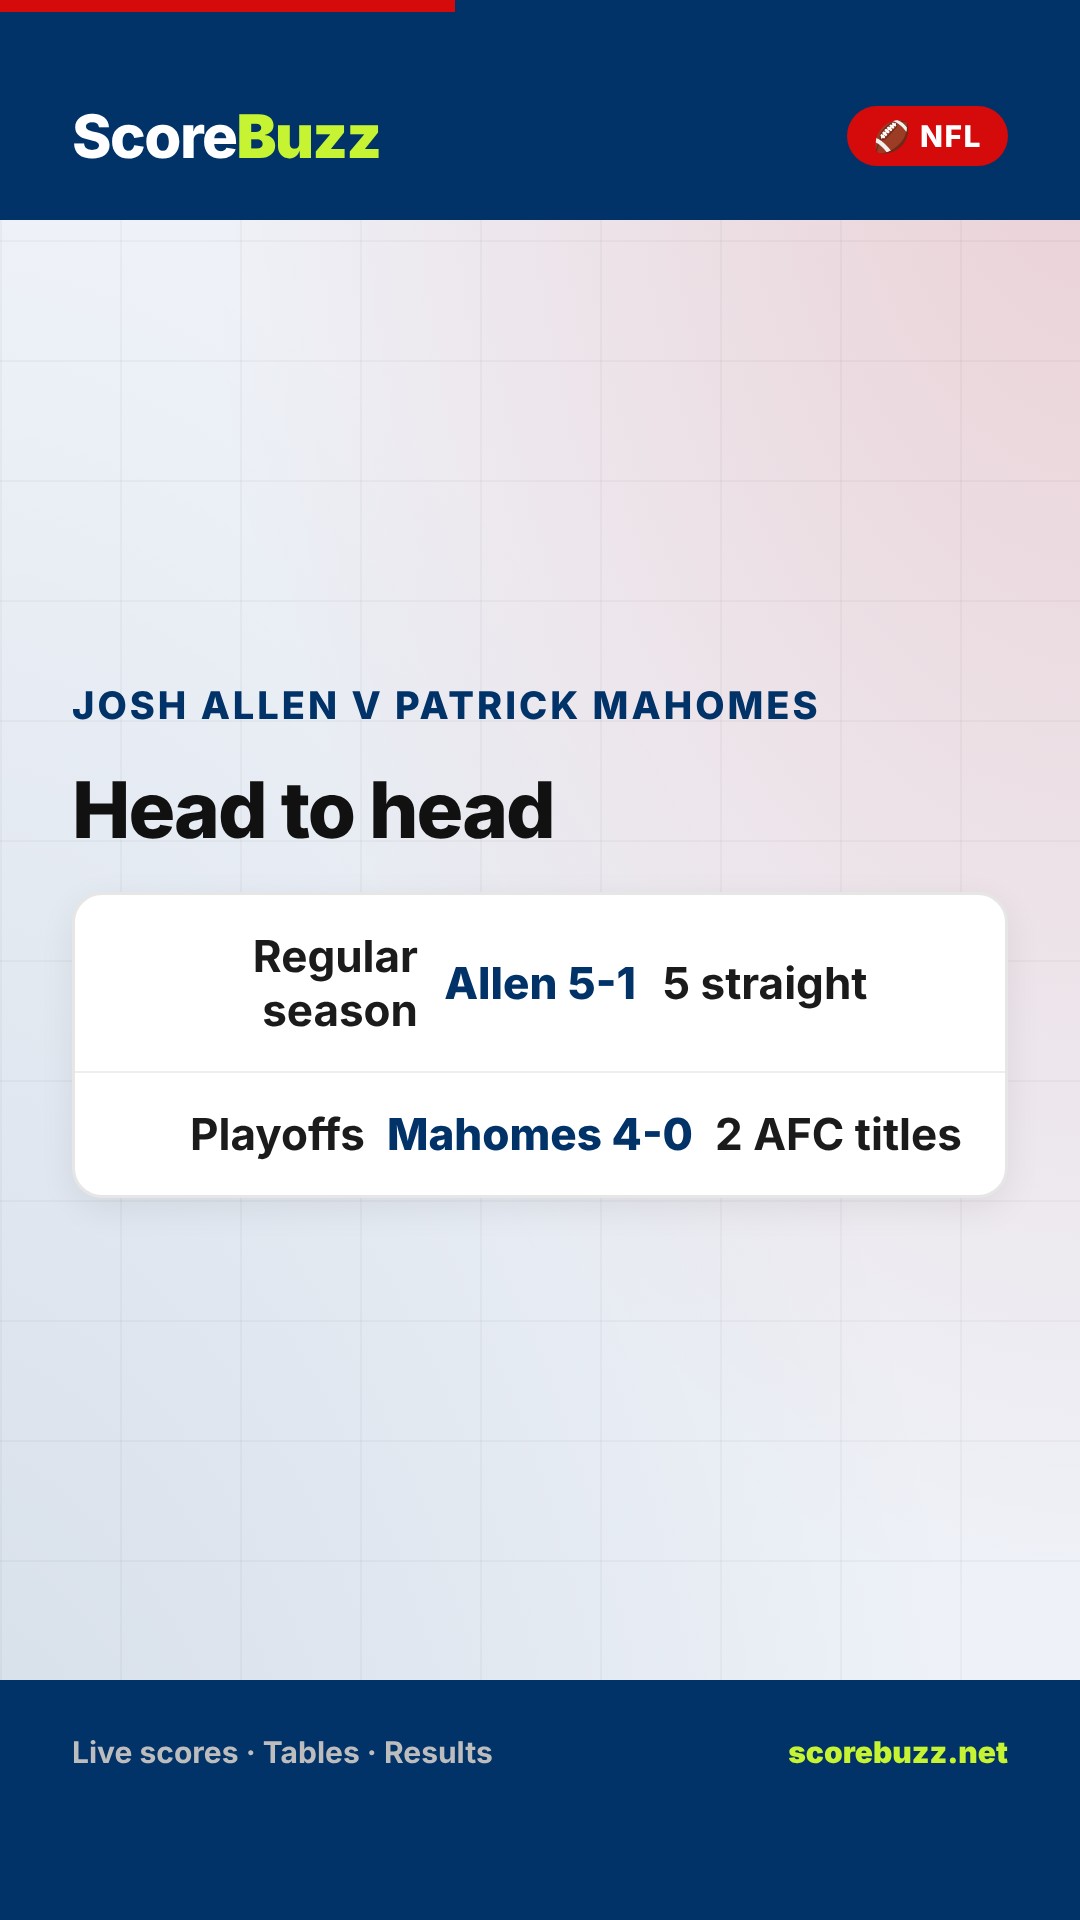 ScoreBuzz
🏈 NFL
JOSH ALLEN V PATRICK MAHOMES
Head to head
Regular
season
Allen 5-1 5 straight
Playoffs Mahomes 4-0 2 AFC titles
Live scores · Tables · Results
scorebuzz.net